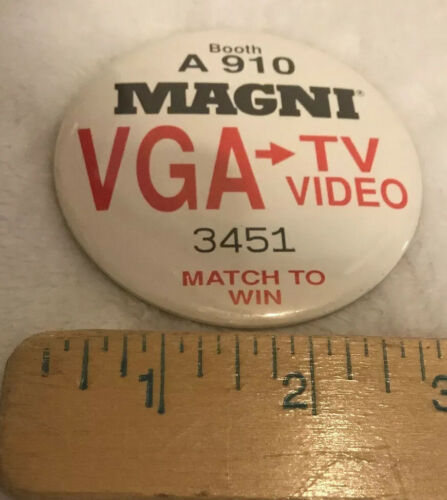 Booth
A 910
MAGNI®
VGA → TV
VIDEO
3451
MATCH TO
WIN
1 2 3